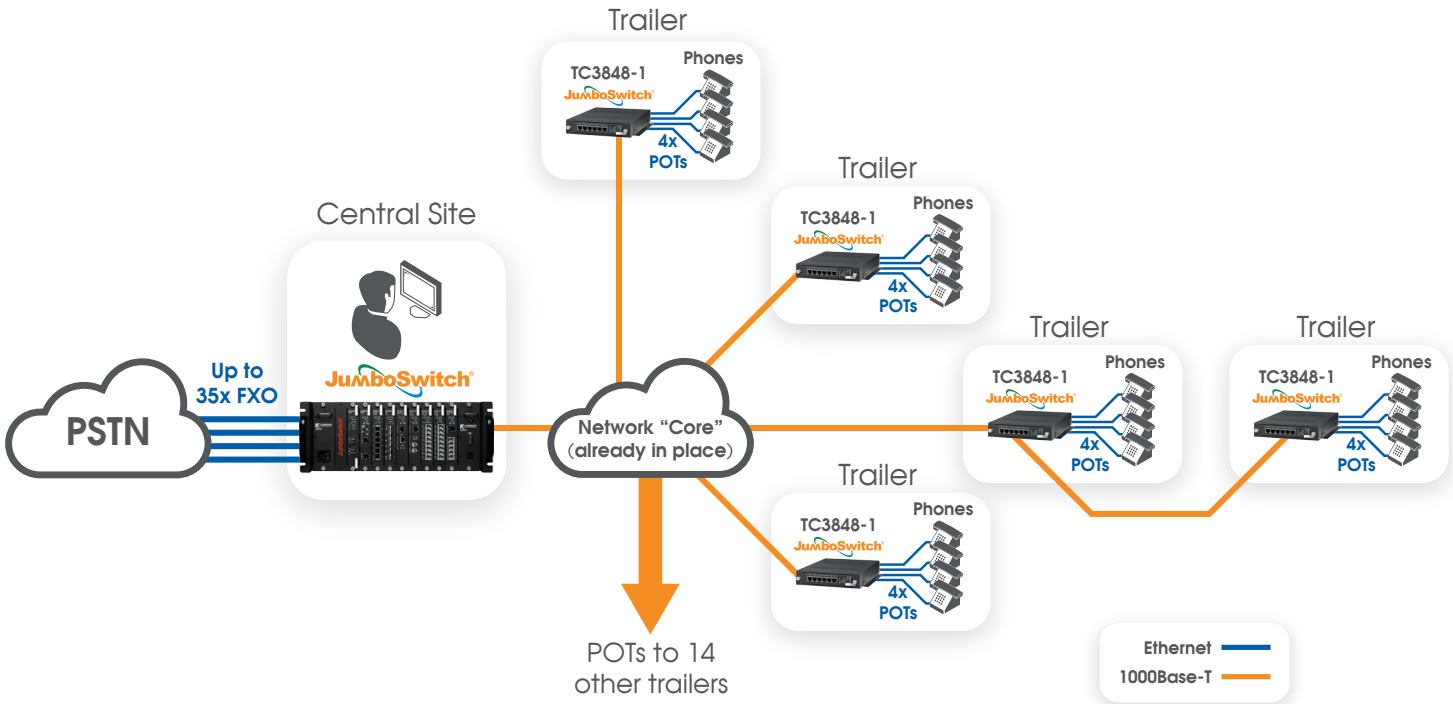 Trailer
TC3848-1
JumboSwitch®
Phones
4x
POTs
Trailer
TC3848-1
JumboSwitch®
Phones
4x
POTs
Central Site
JumboSwitch®
Up to
35x FXO
PSTN
JumboSwitch
Network “Core”
(already in place)
Trailer
TC3848-1
JumboSwitch®
Phones
4x
POTs
Trailer
TC3848-1
JumboSwitch®
Phones
4x
POTs
Trailer
TC3848-1
JumboSwitch®
Phones
4x
POTs
POTs to 14
other trailers
Ethernet
1000Base-T